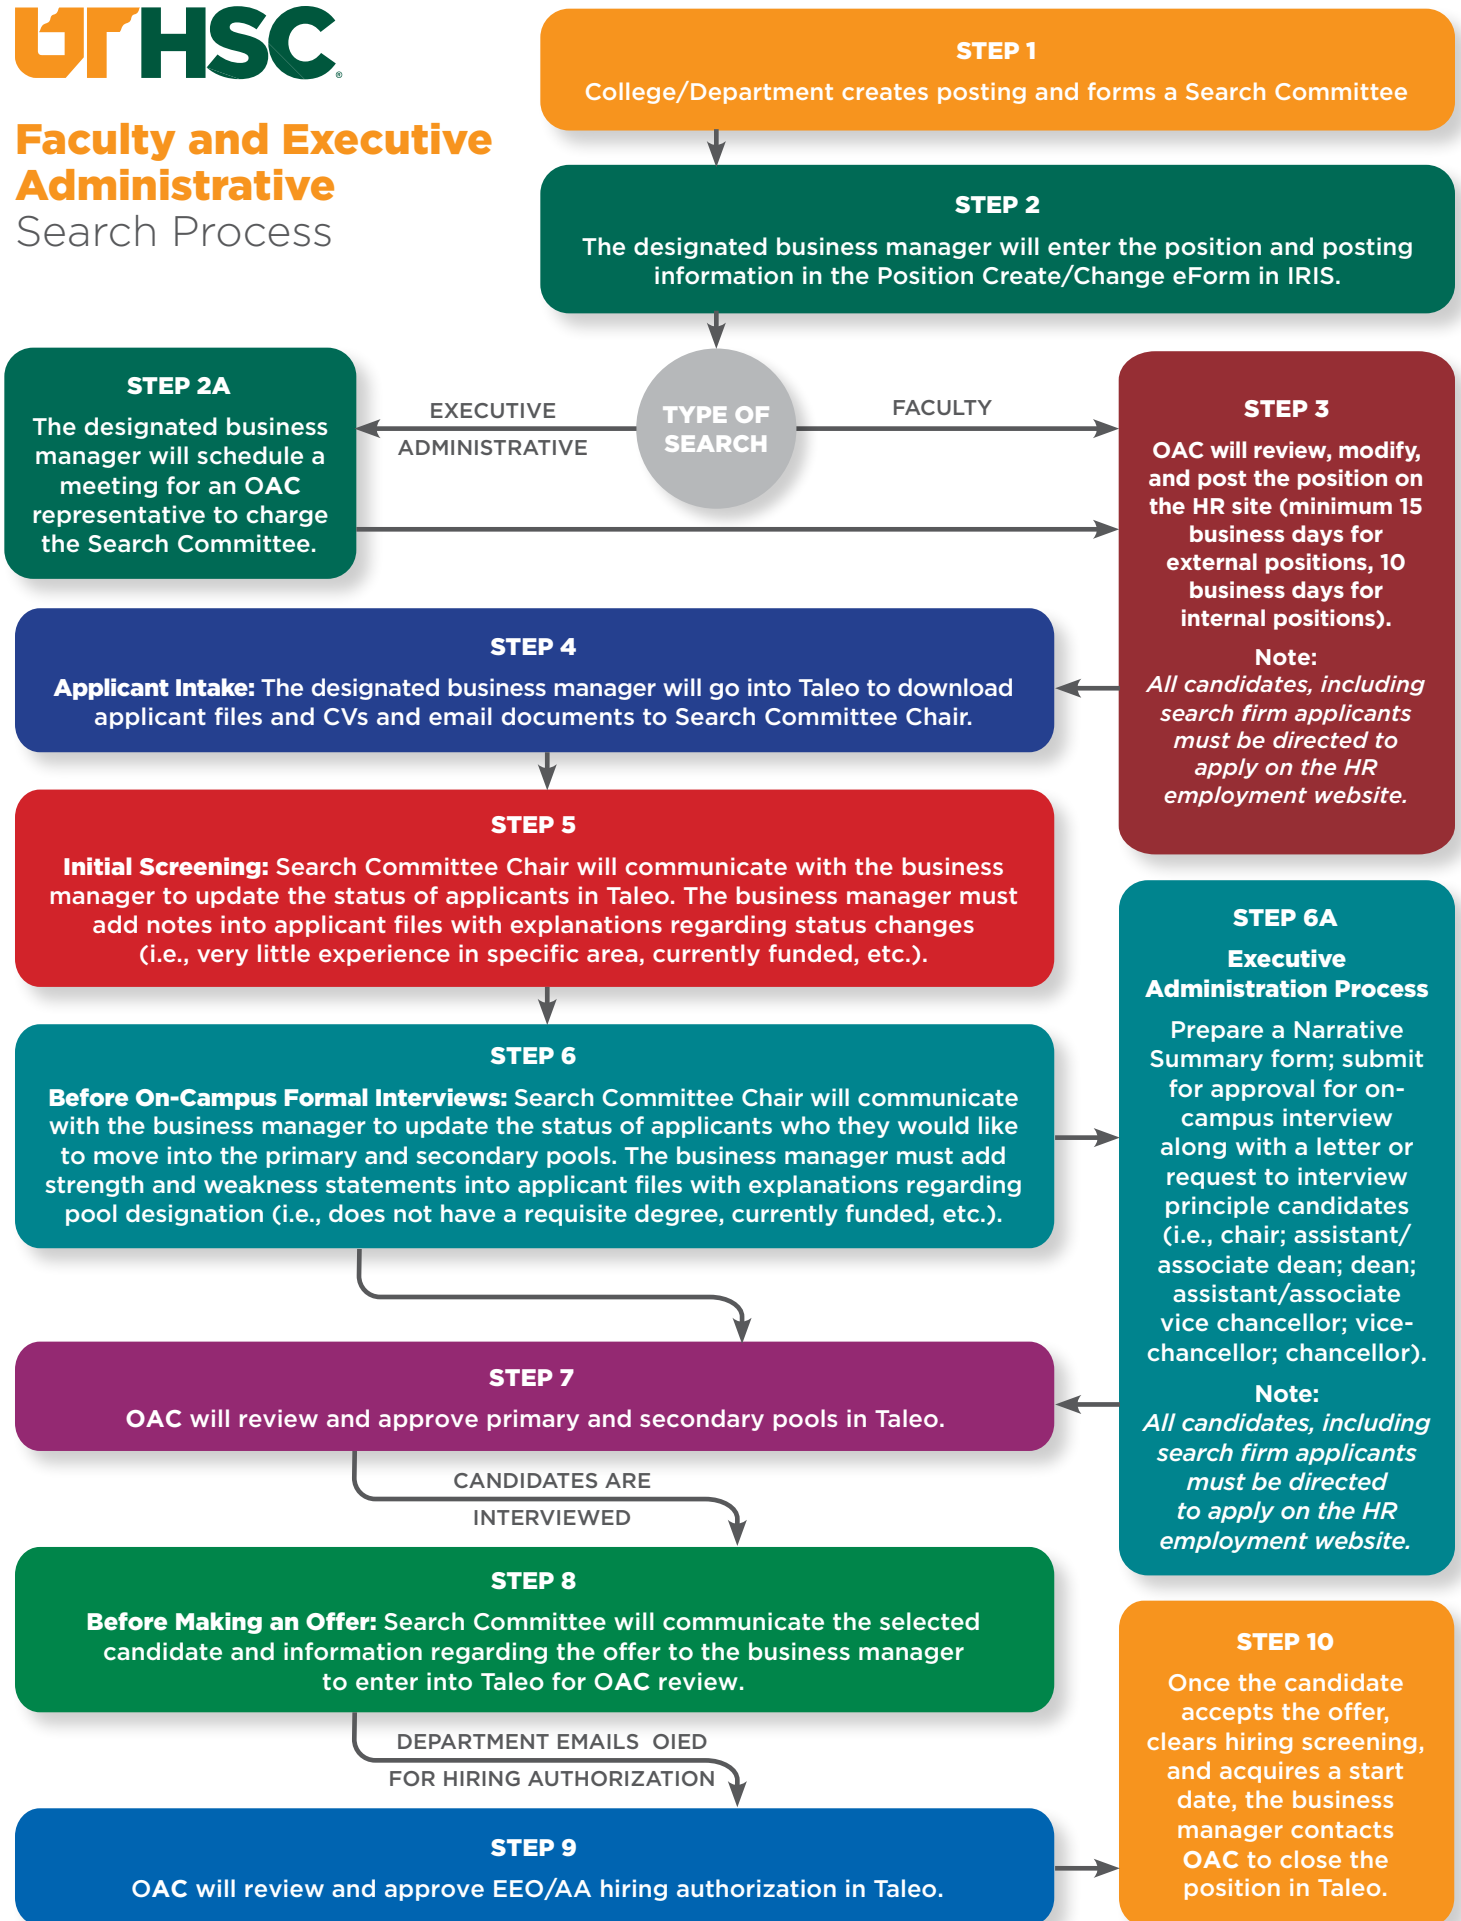 UTHSC®
Faculty and Executive
Administrative
Search Process
STEP 1
College/Department creates posting and forms a Search Committee
STEP 2
The designated business manager will enter the position and posting
information in the Position Create/Change eForm in IRIS.
TYPE OF
SEARCH
EXECUTIVE
ADMINISTRATIVE
FACULTY
STEP 2A
The designated business
manager will schedule a
meeting for an OAC
representative to charge
the Search Committee.
STEP 3
OAC will review, modify,
and post the position on
the HR site (minimum 15
business days for
external positions, 10
business days for
internal positions).
Note:
All candidates, including
search firm applicants
must be directed to
apply on the HR
employment website.
STEP 4
Applicant Intake: The designated business manager will go into Taleo to download
applicant files and CVs and email documents to Search Committee Chair.
STEP 5
Initial Screening: Search Committee Chair will communicate with the business
manager to update the status of applicants in Taleo. The business manager must
add notes into applicant files with explanations regarding status changes
(i.e., very little experience in specific area, currently funded, etc.).
STEP 6
Before On-Campus Formal Interviews: Search Committee Chair will communicate
with the business manager to update the status of applicants who they would like
to move into the primary and secondary pools. The business manager must add
strength and weakness statements into applicant files with explanations regarding
pool designation (i.e., does not have a requisite degree, currently funded, etc.).
STEP 6A
Executive
Administration Process
Prepare a Narrative
Summary form; submit
for approval for on-
campus interview
along with a letter or
request to interview
principle candidates
(i.e., chair; assistant/
associate dean; dean;
assistant/associate
vice chancellor; vice-
chancellor; chancellor).
Note:
All candidates, including
search firm applicants
must be directed
to apply on the HR
employment website.
STEP 7
OAC will review and approve primary and secondary pools in Taleo.
CANDIDATES ARE
INTERVIEWED
STEP 8
Before Making an Offer: Search Committee will communicate the selected
candidate and information regarding the offer to the business manager
to enter into Taleo for OAC review.
DEPARTMENT EMAILS OIED
FOR HIRING AUTHORIZATION
STEP 9
OAC will review and approve EEO/AA hiring authorization in Taleo.
STEP 10
Once the candidate
accepts the offer,
clears hiring screening,
and acquires a start
date, the business
manager contacts
OAC to close the
position in Taleo.